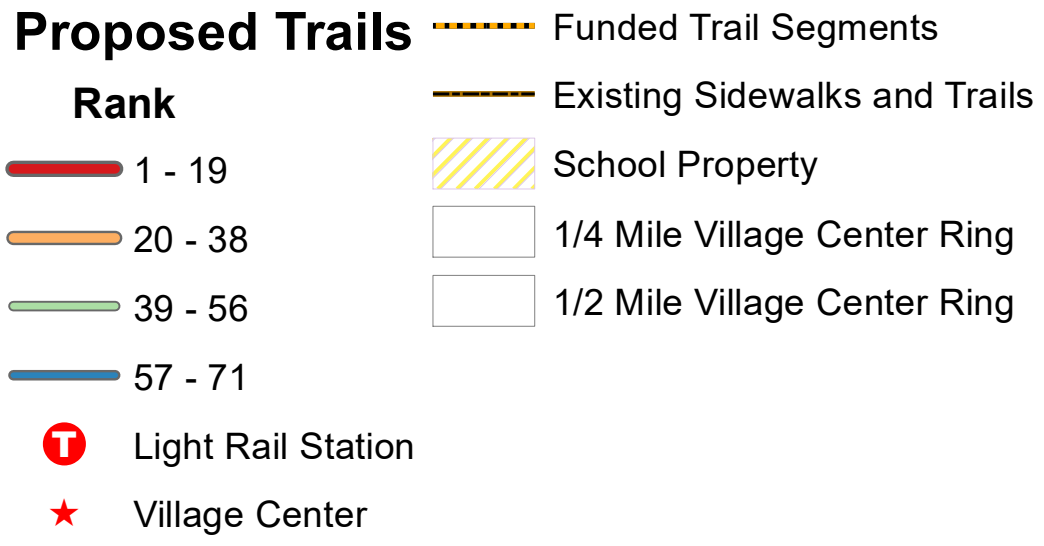 Proposed Trails
Rank
1 - 19
20 - 38
39 - 56
57 - 71
T Light Rail Station
Village Center
Funded Trail Segments
Existing Sidewalks and Trails
School Property
1/4 Mile Village Center Ring
1/2 Mile Village Center Ring